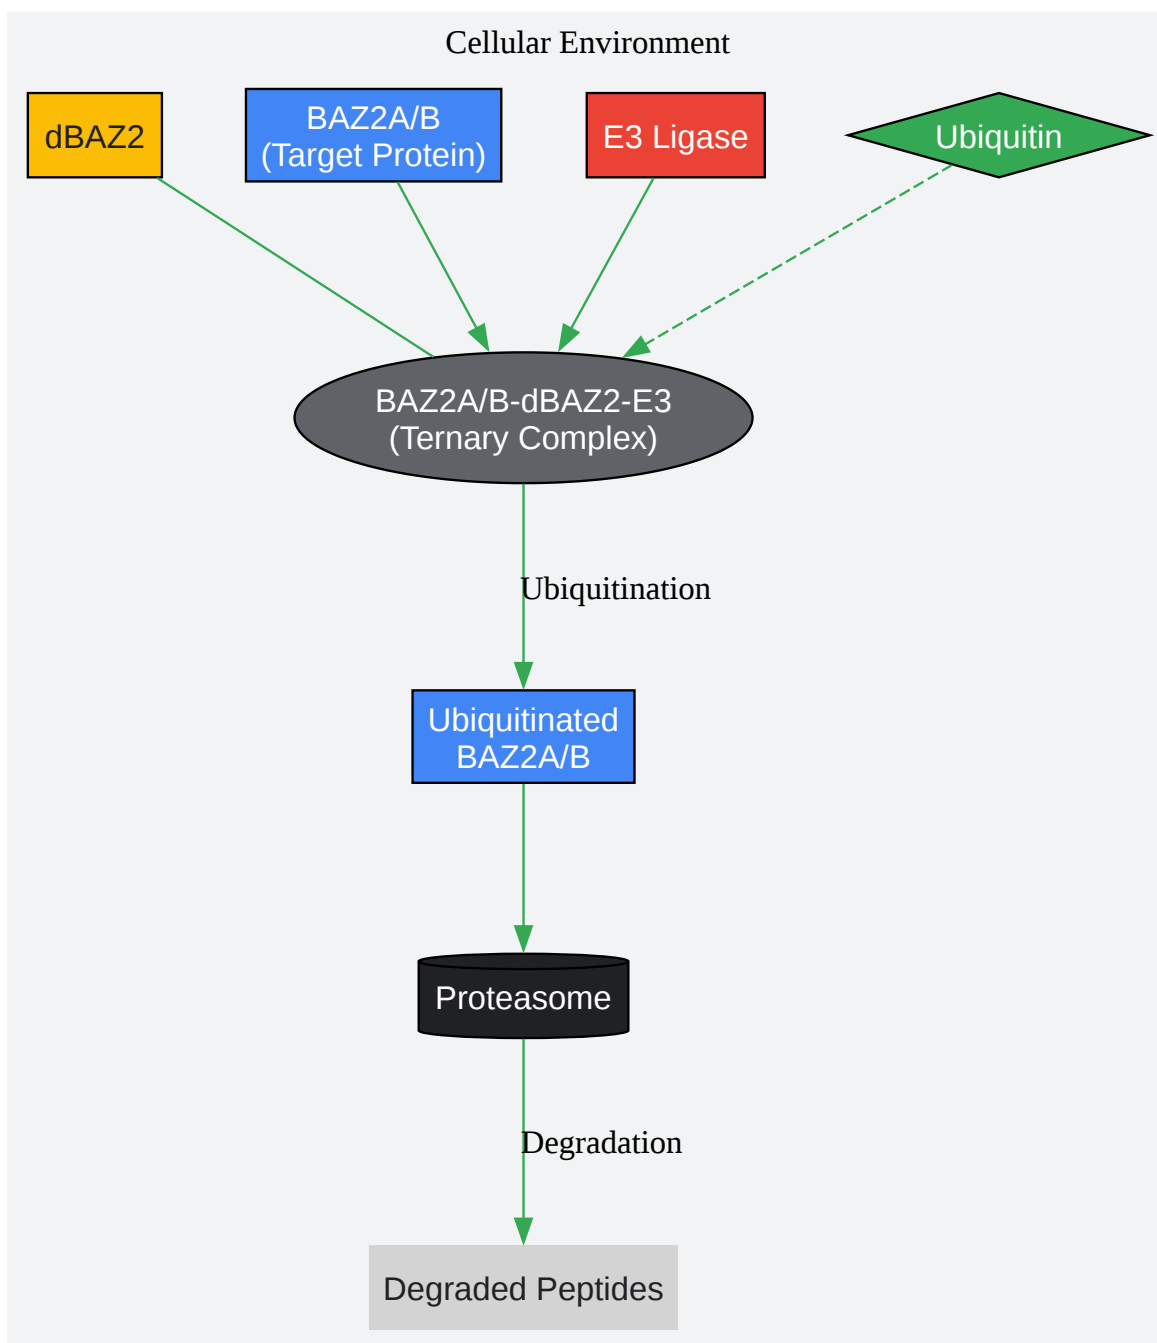 Cellular Environment
dBAZ2
BAZ2A/B
(Target Protein)
E3 Ligase
Ubiquitin
BAZ2A/B-dBAZ2-E3
(Ternary Complex)
Ubiquitination
Ubiquitinated
BAZ2A/B
Proteasome
Degradation
Degraded Peptides